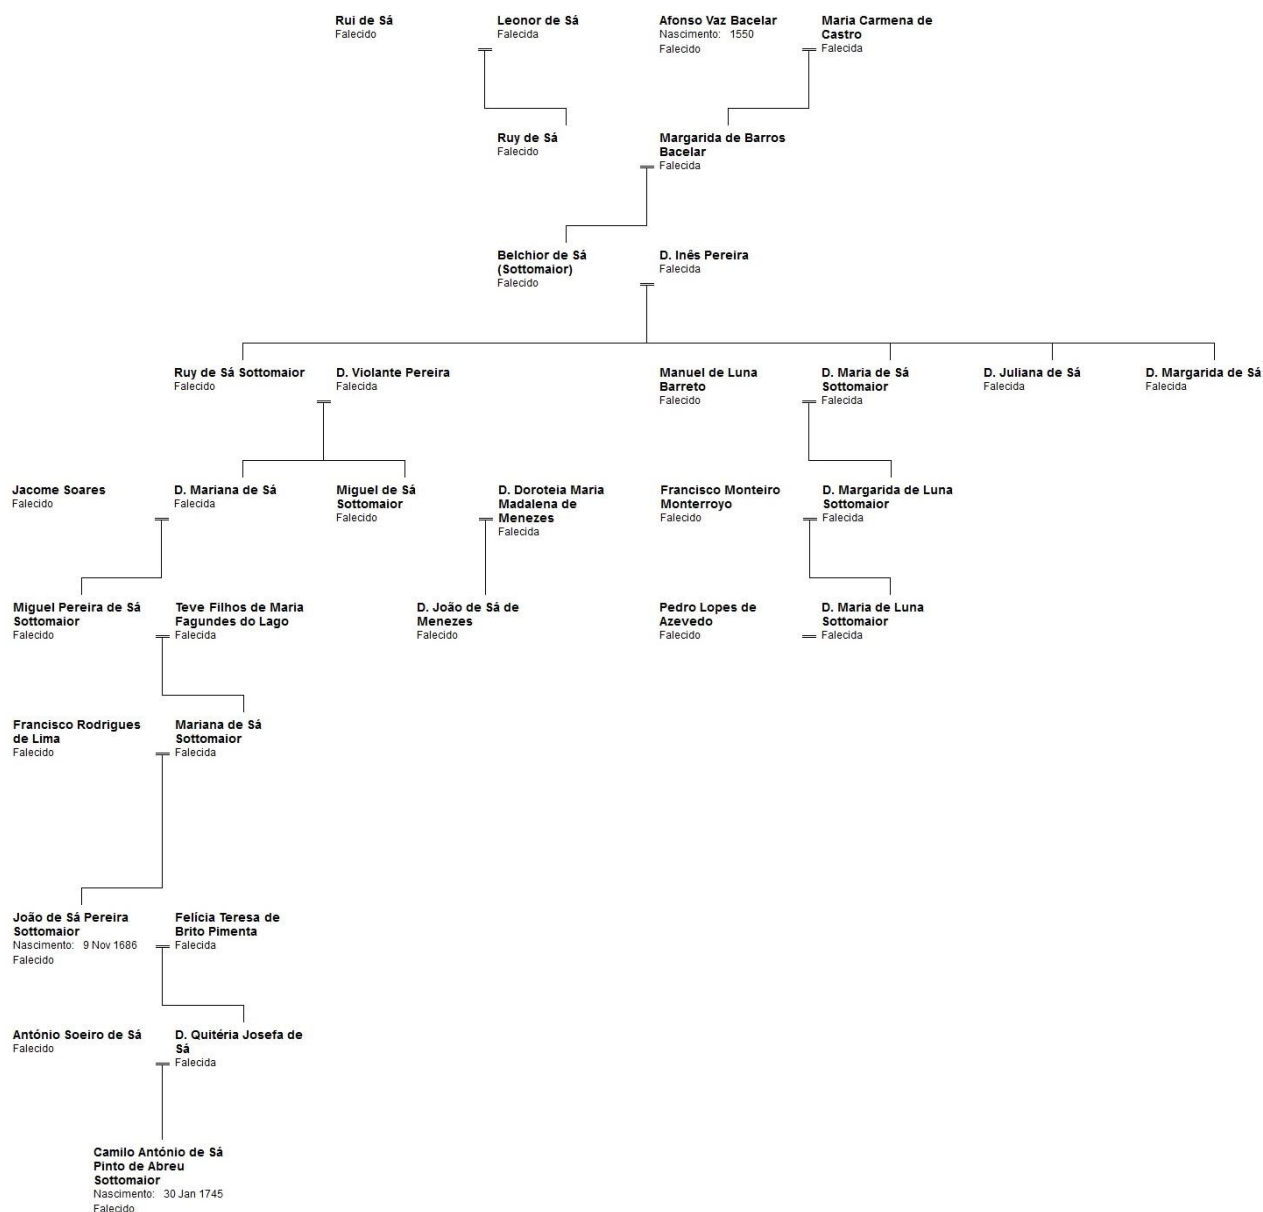 Rui de Sá
Falecido
Leonor de Sá
Falecida
Afonso Vaz Bacelar
Nascimento: 1550
Falecido
Maria Carmena de
Castro
Falecida
Ruy de Sá
Falecido
Margarida de Barros
Bacelar
Falecida
Belchior de Sá
(Sottomaior)
Falecido
D. Inês Pereira
Falecida
Ruy de Sá Sottomaior
Falecido
D. Violante Pereira
Falecida
Manuel de Luna
Barreto
Falecido
D. Maria de Sá
Sottomaior
Falecida
D. Juliana de Sá
Falecida
D. Margarida de Sá
Falecida
Jacome Soares
Falecido
D. Mariana de Sá
Falecida
Miguel de Sá
Sottomaior
Falecido
D. Doroteia Maria
Madalena de
Menezes
Falecida
Francisco Monteiro
Monterroyo
Falecido
D. Margarida de Luna
Sottomaior
Falecida
Miguel Pereira de Sá
Sottomaior
Falecido
Teve Filhos de Maria
Fagundes do Lago
Falecida
D. João de Sá de
Menezes
Falecido
Pedro Lopes de
Azevedo
Falecido
D. Maria de Luna
Sottomaior
Falecida
Francisco Rodrigues
de Lima
Falecido
Mariana de Sá
Sottomaior
Falecida
João de Sá Pereira
Sottomaior
Nascimento: 9 Nov 1686
Falecido
Felícia Teresa de
Brito Pimenta
Falecida
António Soeiro de Sá
Falecido
D. Quitéria Josefa de
Sá
Falecida
Camilo António de Sá
Pinto de Abreu
Sottomaior
Nascimento: 30 Jan 1745
Falecido